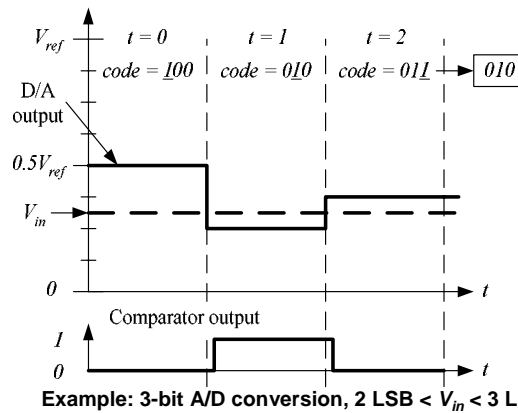 V_ref t = 0 t = 1 t = 2
code = 100 code = 010 code = 011 010
D/A
output
0.5V_ref
V_in
0 t
Comparator output
1
0 t
Example: 3-bit A/D conversion, 2 LSB < V_in < 3 L